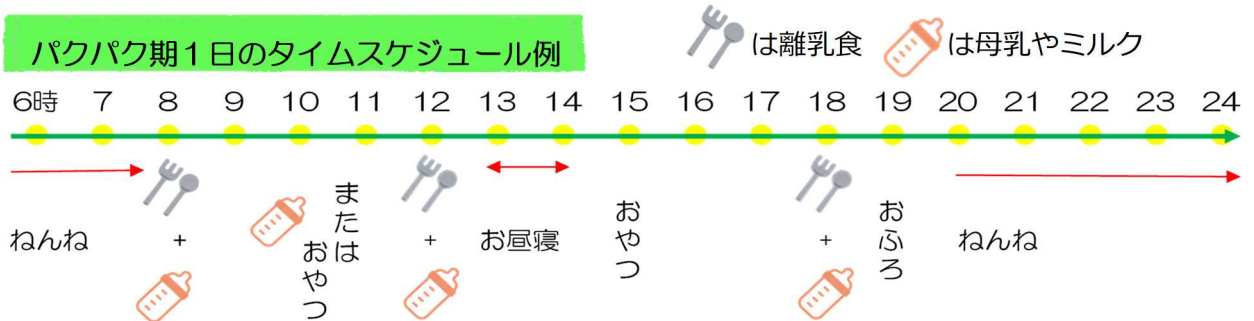 パクパク期１日のタイムスケジュール例
は離乳食
は母乳やミルク
6時 7 8 9 10 11 12 13 14 15 16 17 18 19 20 21 22 23 24
ねんね
+
または
おやつ
+
お昼寝
おやつ
+
おふろ
ねんね